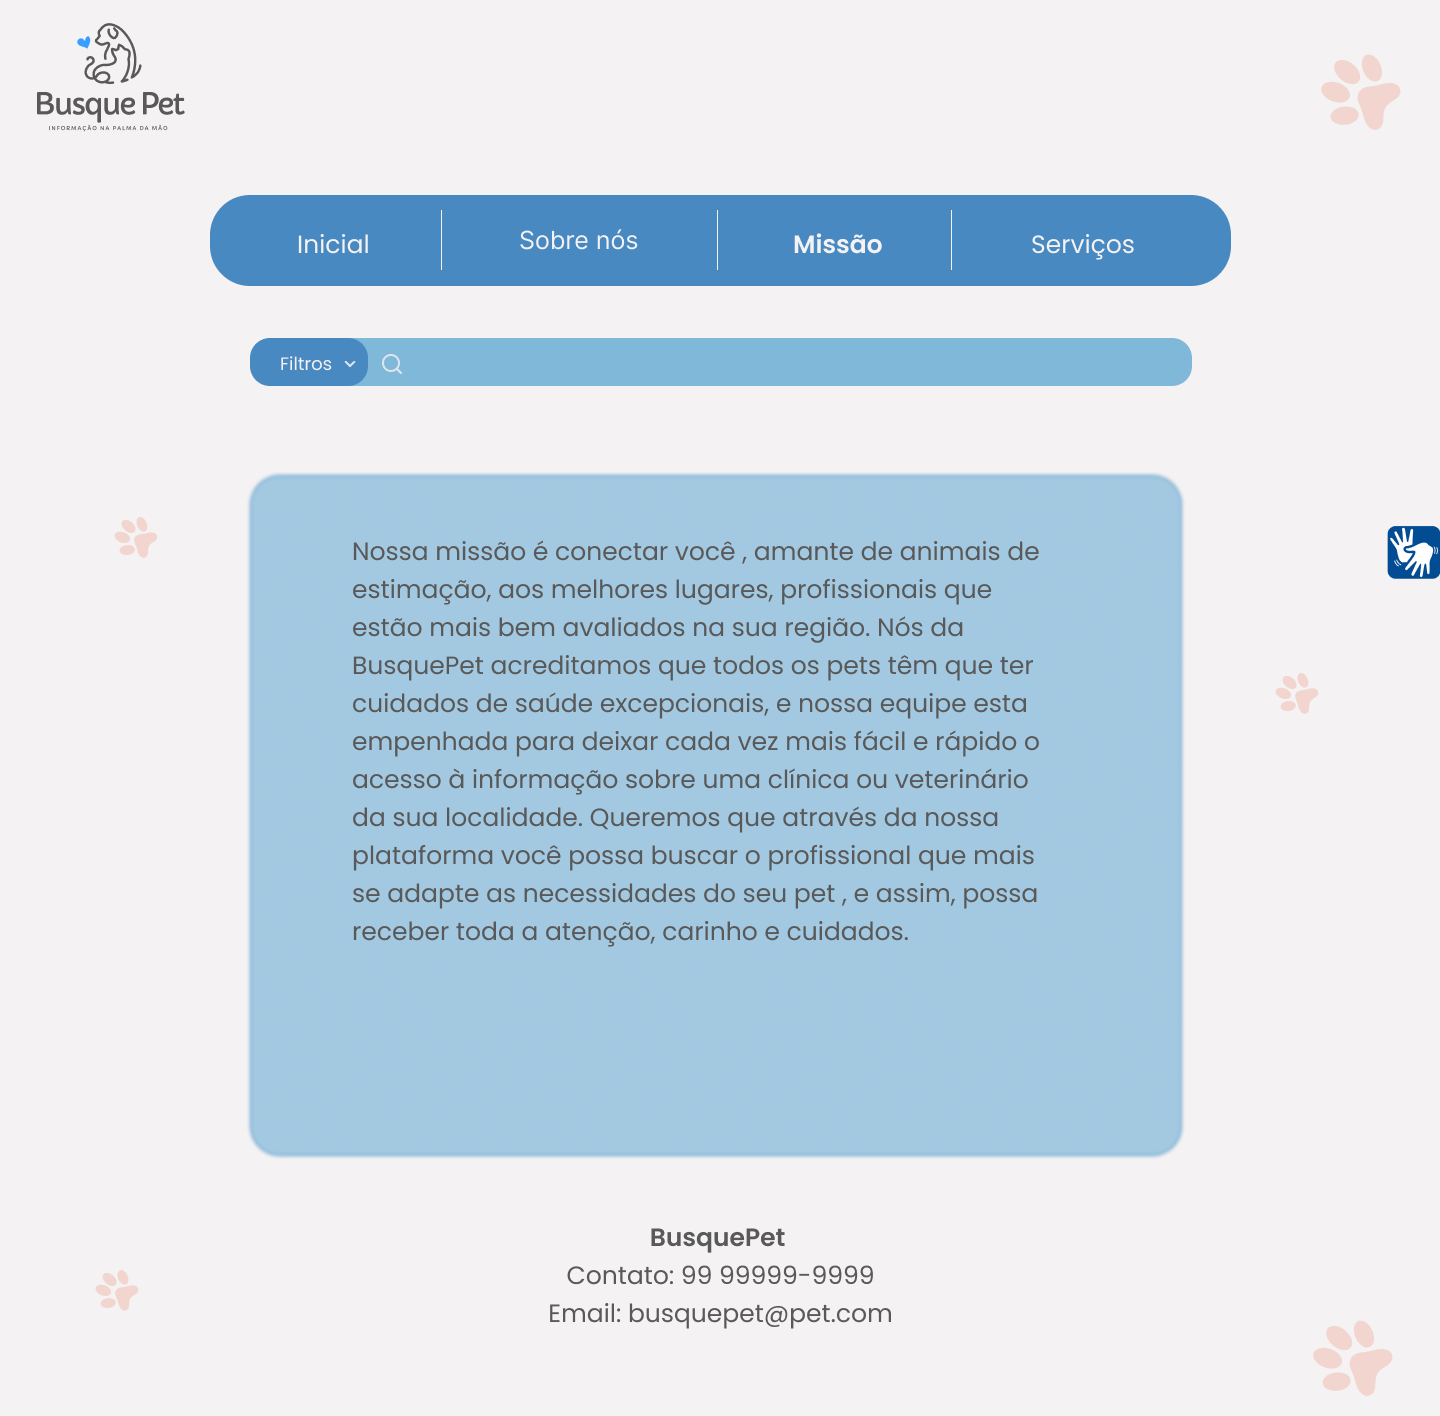 Busque Pet
INFORMAÇÃO NA PALMA DA MÃO
Inicial
Sobre nós
Missão
Serviços
Filtros
Nossa missão é conectar você , amante de animais de
estimação, aos melhores lugares, profissionais que
estão mais bem avaliados na sua região. Nós da
BusquePet acreditamos que todos os pets têm que ter
cuidados de saúde excepcionais, e nossa equipe esta
empenhada para deixar cada vez mais fácil e rápido o
acesso à informação sobre uma clínica ou veterinário
da sua localidade. Queremos que através da nossa
plataforma você possa buscar o profissional que mais
se adapte as necessidades do seu pet , e assim, possa
receber toda a atenção, carinho e cuidados.
BusquePet
Contato: 99 99999-9999
Email: busquepet@pet.com